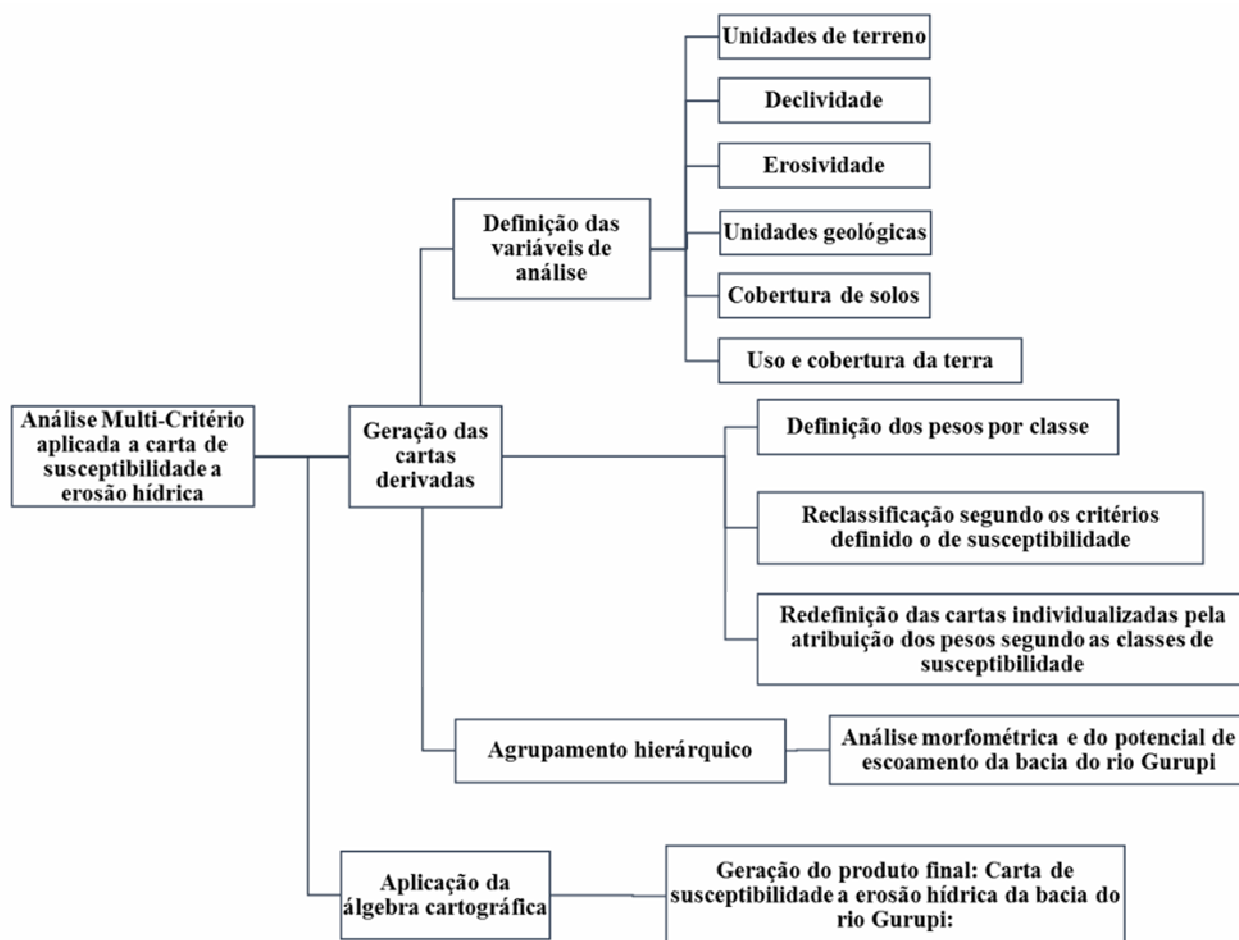 Unidades de terreno
Declividade
Erosividade
Definição das
variáveis de
análise
Unidades geológicas
Cobertura de solos
Uso e cobertura da terra
Análise Multi-Critério
aplicada a carta de
susceptibilidade a
erosão hídrica
Geração das
cartas
derivadas
Definição dos pesos por classe
Reclassificação segundo os critérios
definido o de susceptibilidade
Redefinição das cartas individualizadas pela
atribuição dos pesos segundo as classes de
susceptibilidade
Agrupamento hierárquico
Análise morfométrica e do potencial de
escoamento da bacia do rio Gurupi
Aplicação da
álgebra cartográfica
Geração do produto final: Carta de
susceptibilidade a erosão hídrica da bacia do
rio Gurupi: